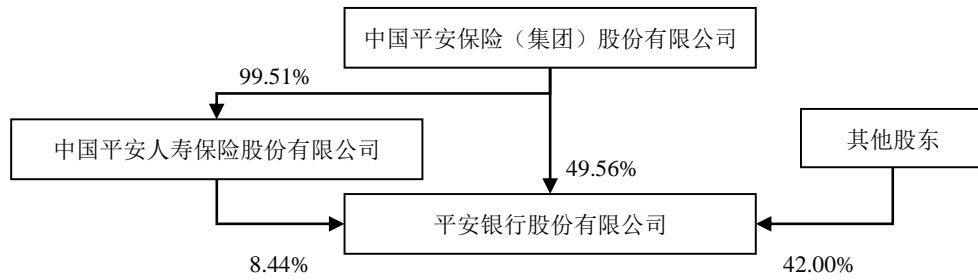 中国平安保险（集团）股份有限公司
99.51%
中国平安人寿保险股份有限公司
其他股东
49.56%
平安银行股份有限公司
8.44%
42.00%